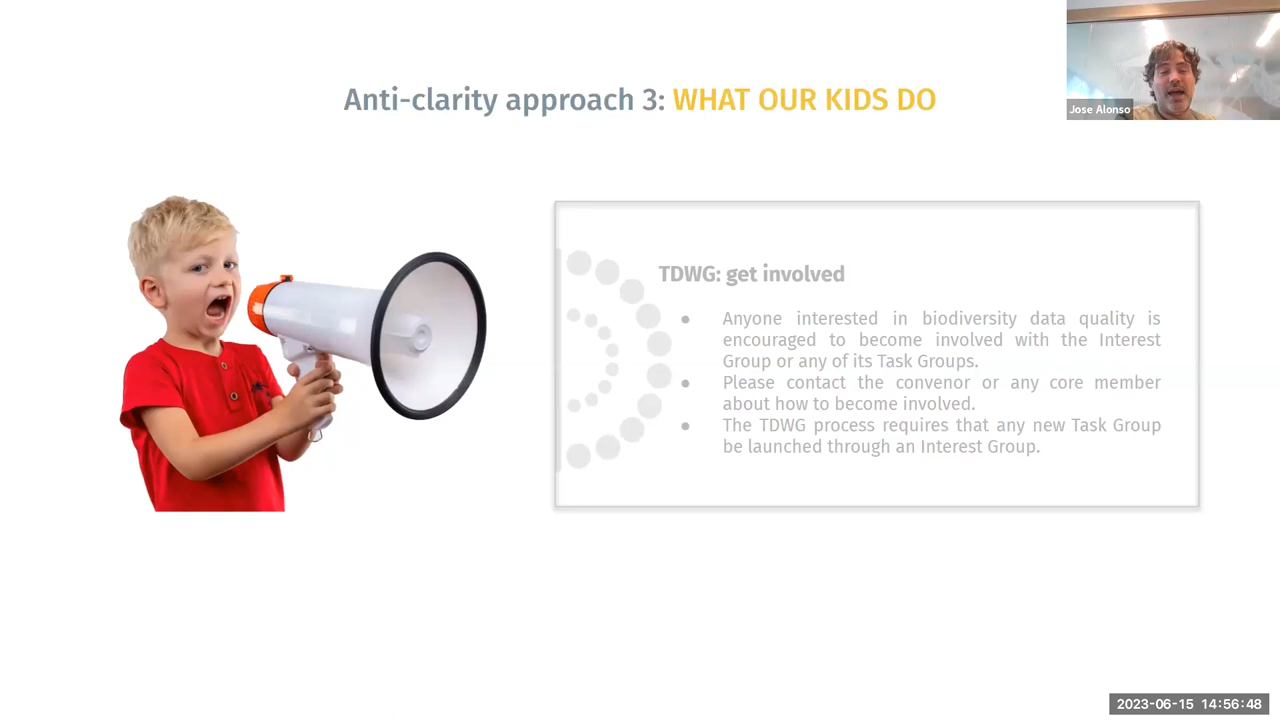 Anti-clarity approach 3: WHAT OUR KIDS DO
Jose Alonso
TDWG: get involved
● Anyone interested in biodiversity data quality is
encouraged to become involved with the Interest
Group or any of its Task Groups.
● Please contact the convenor or any core member
about how to become involved.
● The TDWG process requires that any new Task Group
be launched through an Interest Group.
2023-06-15 14:56:48